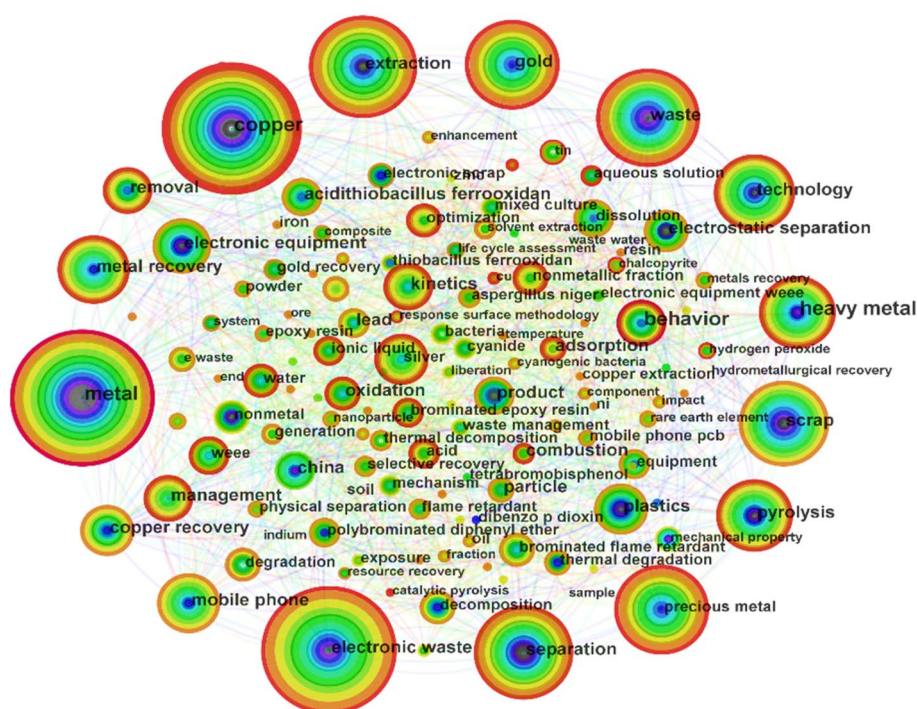 extraction
gold
copper
waste
enhancement
tin
electronic scrap
zinc
aqueous solution
removal
acidithiobacillus ferrooxidan
technology
mixed culture
iron
optimization
dissolution
composite
solvent extraction
electrostatic separation
electronic equipment
waste water
life cycle assessment
resin
metal recovery
gold recovery
thiobacillus ferrooxidan
chalcopyrite
cu
nonmetallic fraction
metals recovery
powder
kinetics
aspergillus niger
electronic equipment weee
heavy metal
ore
response surface methodology
system
lead
behavior
epoxy resin
bacteria
temperature
ionic liquid
cyanide
adsorption
hydrogen peroxide
e waste
silver
cyanogenic bacteria
liberation
copper extraction
hydrometallurgical recovery
end
water
metal
oxidation
product
component
impact
nonmetal
nanoparticle
brominated epoxy resin
ni
rare earth element
scrap
generation
waste management
thermal decomposition
mobile phone pcb
weee
acid
combustion
china
selective recovery
equipment
tetrabromobisphenol
soil
mechanism
particle
management
physical separation
flame retardant
plastics
pyrolysis
dibenzo p dioxin
copper recovery
indium
polybrominated diphenyl ether
oil
mechanical property
brominated flame retardant
degradation
exposure
fraction
thermal degradation
resource recovery
catalytic pyrolysis
sample
mobile phone
decomposition
precious metal
electronic waste
separation